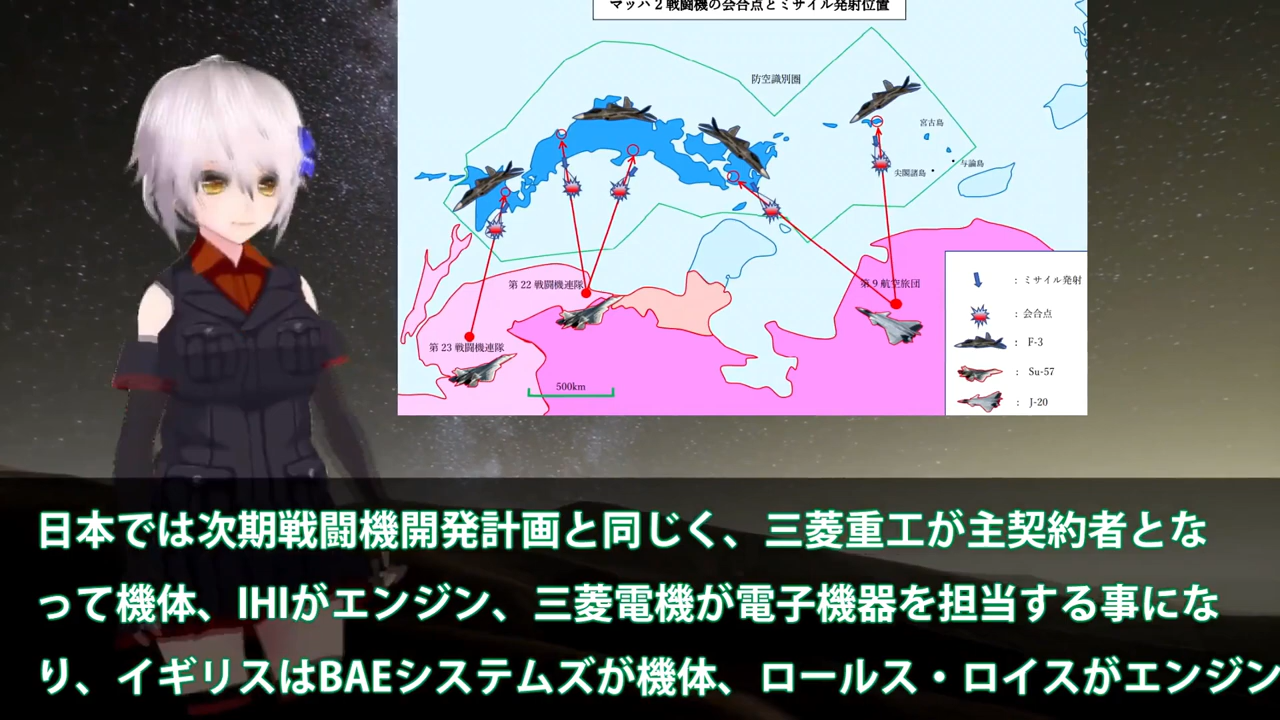 マッハ2戦闘機の会合点とミサイル発射位置
防空識別圏
宮古島
与論島
尖閣諸島
第22戦闘機連隊
第9航空旅団
第23戦闘機連隊
500km
：ミサイル発射
：会合点
： F-3
： Su-57
： J-20
日本では次期戦闘機開発計画と同じく、三菱重工が主契約者とな
って機体、IHIがエンジン、三菱電機が電子機器を担当する事にな
り、イギリスはBAEシステムズが機体、ロールス・ロイスがエンジン